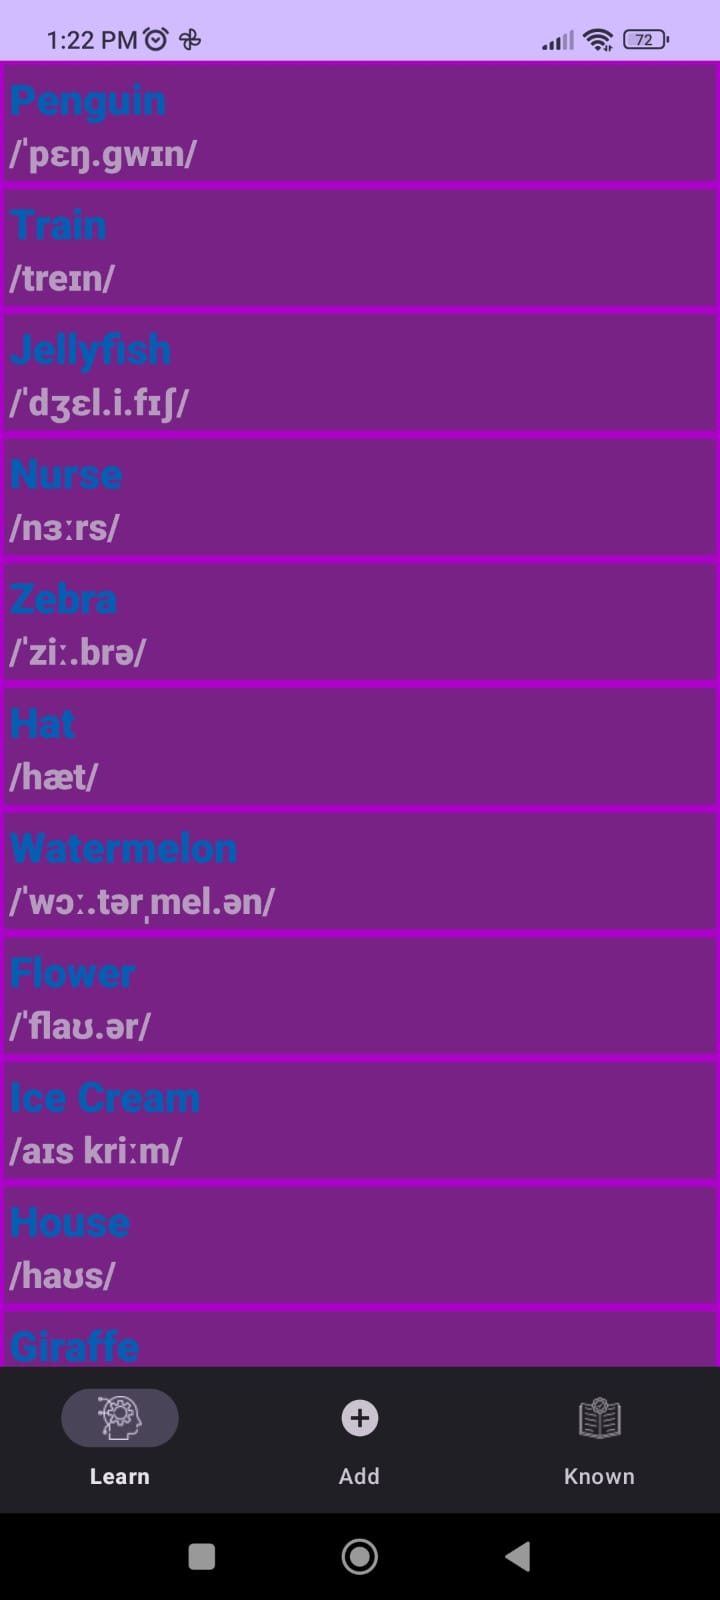 1:22 PM
72
Penguin
/ˈpɛŋ.gwɪn/
Train
/treɪn/
Jellyfish
/ˈdʒɛl.i.fɪʃ/
Nurse
/nɜːrs/
Zebra
/ˈziː.brə/
Hat
/hæt/
Watermelon
/ˈwɔː.tərˌmel.ən/
Flower
/ˈflaʊ.ər/
Ice Cream
/aɪs kriːm/
House
/haʊs/
Giraffe
Learn
Add
Known